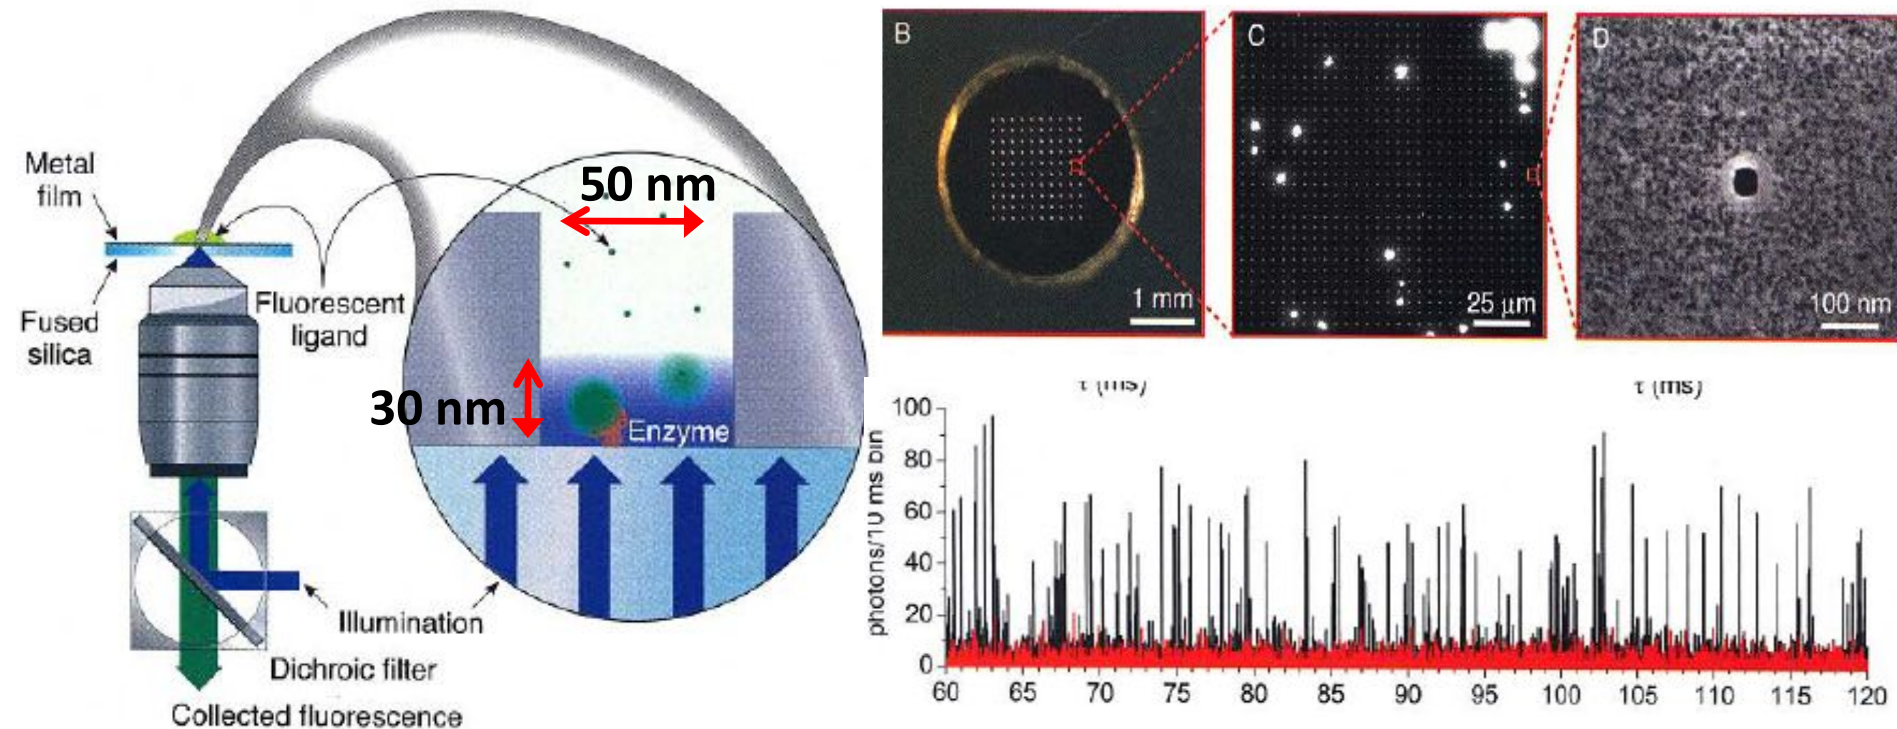 Metal
film
Fused
silica
Fluorescent
ligand
50 nm
30 nm
Enzyme
Illumination
Dichroic filter
Collected fluorescence
B
1 mm
C
25 µm
D
100 nm
τ (ms)
τ (ms)
photons/10 ms bin
100
80
60
40
20
0
60 65 70 75 80 85 90 95 100 105 110 115 120